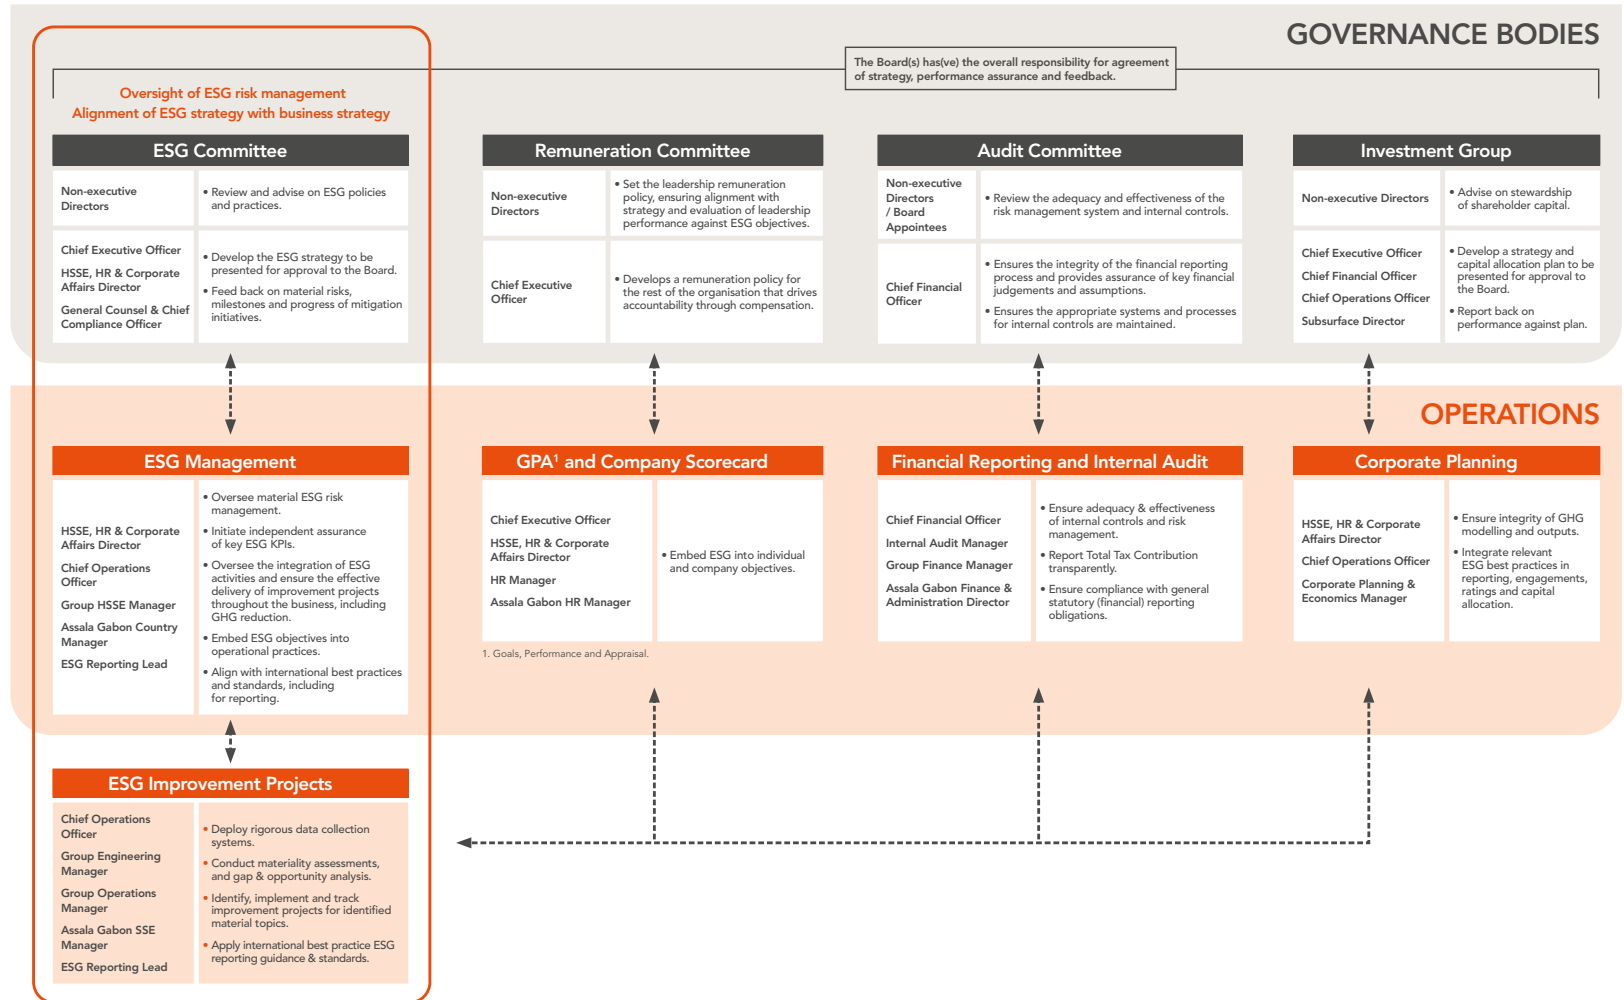 GOVERNANCE BODIES
The Board(s) has(ve) the overall responsibility for agreement
of strategy, performance assurance and feedback.
Oversight of ESG risk management
Alignment of ESG strategy with business strategy
ESG Committee
Non-executive
Directors
• Review and advise on ESG policies
and practices.
Chief Executive Officer
HSSE, HR & Corporate
Affairs Director
General Counsel & Chief
Compliance Officer
• Develop the ESG strategy to be
presented for approval to the Board.
• Feed back on material risks,
milestones and progress of mitigation
initiatives.
Remuneration Committee
Non-executive
Directors
• Set the leadership remuneration
policy, ensuring alignment with
strategy and evaluation of leadership
performance against ESG objectives.
Chief Executive
Officer
• Develops a remuneration policy for
the rest of the organisation that drives
accountability through compensation.
Audit Committee
Non-executive
Directors
/ Board
Appointees
• Review the adequacy and effectiveness of the
risk management system and internal controls.
Chief Financial
Officer
• Ensures the integrity of the financial reporting
process and provides assurance of key financial
judgements and assumptions.
• Ensures the appropriate systems and processes
for internal controls are maintained.
Investment Group
Non-executive Directors
• Advise on stewardship
of shareholder capital.
Chief Executive Officer
Chief Financial Officer
Chief Operations Officer
Subsurface Director
• Develop a strategy and
capital allocation plan to be
presented for approval to
the Board.
• Report back on
performance against plan.
OPERATIONS
ESG Management
HSSE, HR & Corporate
Affairs Director
Chief Operations
Officer
Group HSSE Manager
Assala Gabon Country
Manager
ESG Reporting Lead
• Oversee material ESG risk
management.
• Initiate independent assurance
of key ESG KPIs.
• Oversee the integration of ESG
activities and ensure the effective
delivery of improvement projects
throughout the business, including
GHG reduction.
• Embed ESG objectives into
operational practices.
• Align with international best practices
and standards, including
for reporting.
GPA¹ and Company Scorecard
Chief Executive Officer
HSSE, HR & Corporate
Affairs Director
HR Manager
Assala Gabon HR Manager
• Embed ESG into individual
and company objectives.
1. Goals, Performance and Appraisal.
Financial Reporting and Internal Audit
Chief Financial Officer
Internal Audit Manager
Group Finance Manager
Assala Gabon Finance &
Administration Director
• Ensure adequacy & effectiveness
of internal controls and risk
management.
• Report Total Tax Contribution
transparently.
• Ensure compliance with general
statutory (financial) reporting
obligations.
Corporate Planning
HSSE, HR & Corporate
Affairs Director
Chief Operations Officer
Corporate Planning &
Economics Manager
• Ensure integrity of GHG
modelling and outputs.
• Integrate relevant
ESG best practices in
reporting, engagements,
ratings and capital
allocation.
ESG Improvement Projects
Chief Operations
Officer
Group Engineering
Manager
Group Operations
Manager
Assala Gabon SSE
Manager
ESG Reporting Lead
• Deploy rigorous data collection
systems.
• Conduct materiality assessments,
and gap & opportunity analysis.
• Identify, implement and track
improvement projects for identified
material topics.
• Apply international best practice ESG
reporting guidance & standards.